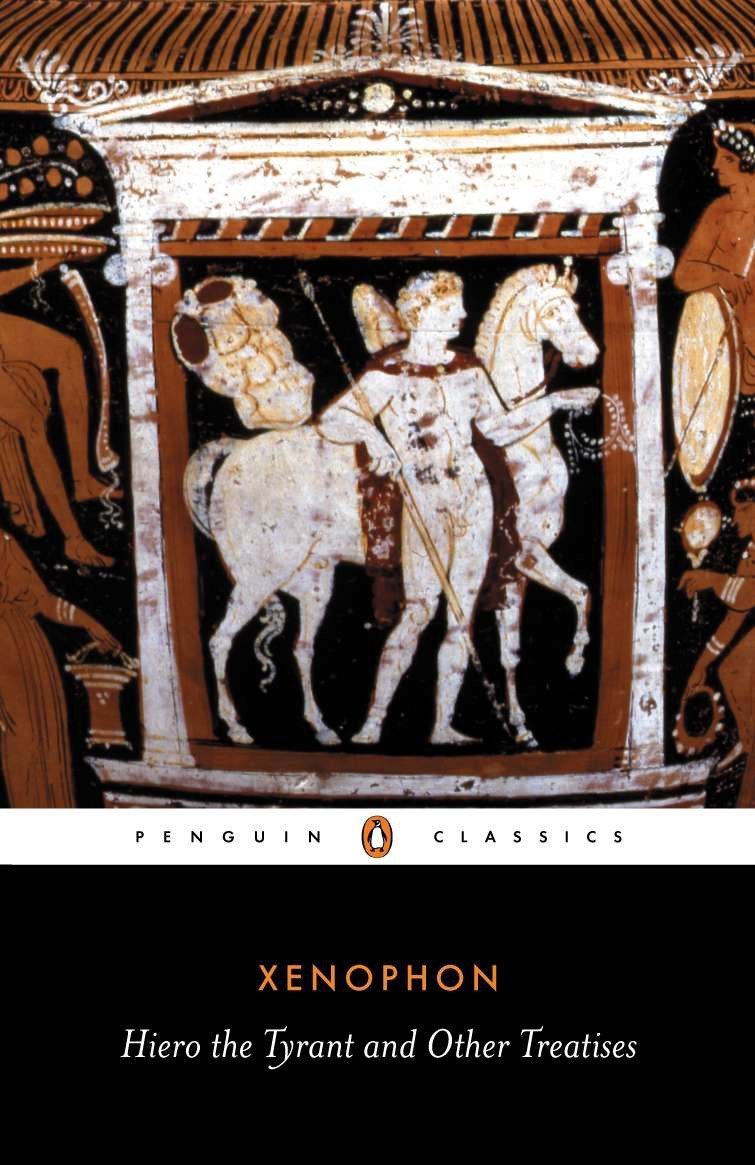 PENGUIN CLASSICS
XENOPHON
Hiero the Tyrant and Other Treatises